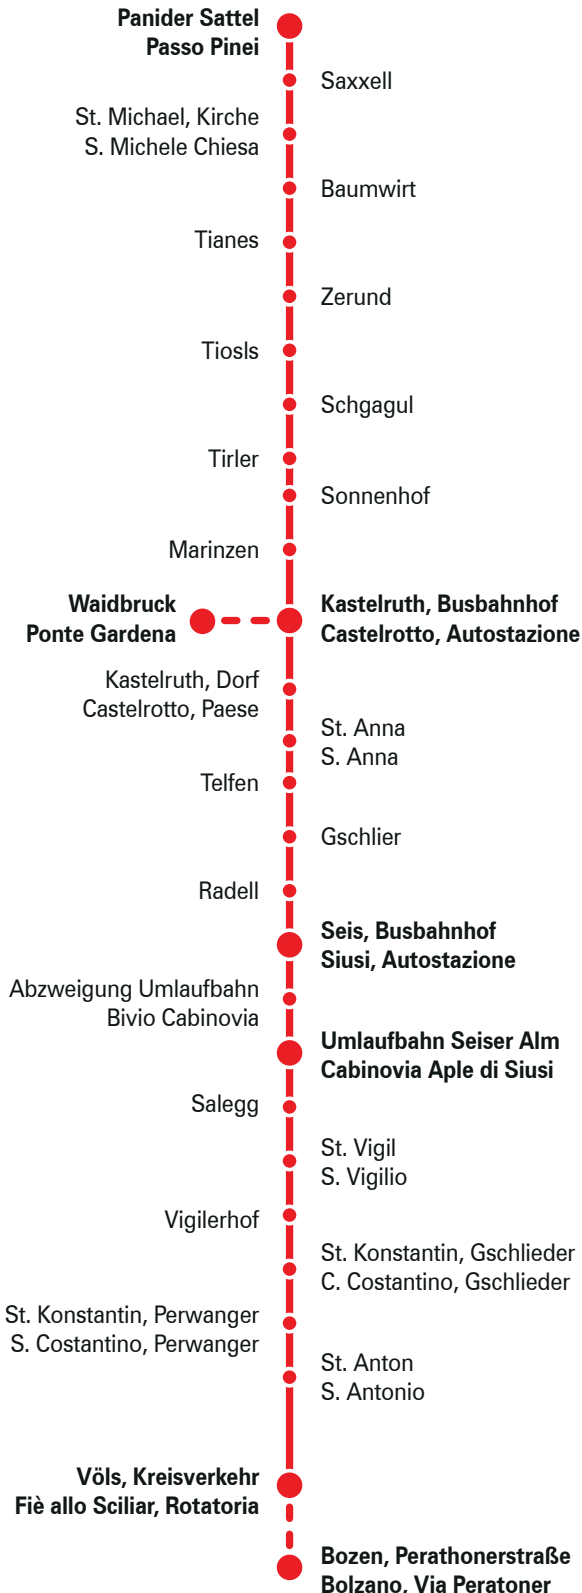 Panider Sattel
Passo Pinei
Saxxell
St. Michael, Kirche
S. Michele Chiesa
Baumwirt
Tianes
Zerund
Tiosls
Schgagul
Tirler
Sonnenhof
Marinzen
Waidbruck
Ponte Gardena
Kastelruth, Busbahnhof
Castelrotto, Autostazione
Kastelruth, Dorf
Castelrotto, Paese
St. Anna
S. Anna
Telfen
Gschlier
Radell
Seis, Busbahnhof
Siusi, Autostazione
Abzweigung Umlaufbahn
Bivio Cabinovia
Umlaufbahn Seiser Alm
Cabinovia Aple di Siusi
Salegg
St. Vigil
S. Vigilio
Vigilerhof
St. Konstantin, Gschlieder
C. Costantino, Gschlieder
St. Konstantin, Perwanger
S. Costantino, Perwanger
St. Anton
S. Antonio
Völs, Kreisverkehr
Fiè allo Sciliar, Rotatoria
Bozen, Perathonerstraße
Bolzano, Via Peratoner